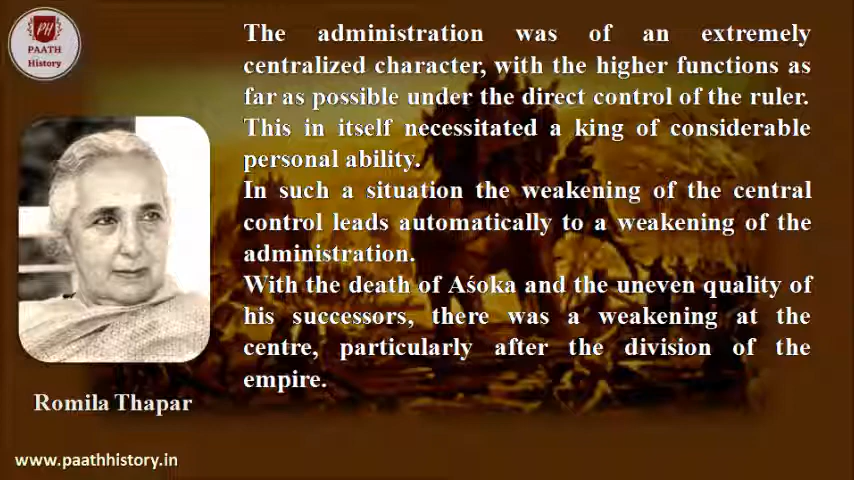 PH
PAATH
History
The administration was of an extremely
centralized character, with the higher functions as
far as possible under the direct control of the ruler.
This in itself necessitated a king of considerable
personal ability.
In such a situation the weakening of the central
control leads automatically to a weakening of the
administration.
With the death of Aśoka and the uneven quality of
his successors, there was a weakening at the
centre, particularly after the division of the
empire.
Romila Thapar
www.paathhistory.in